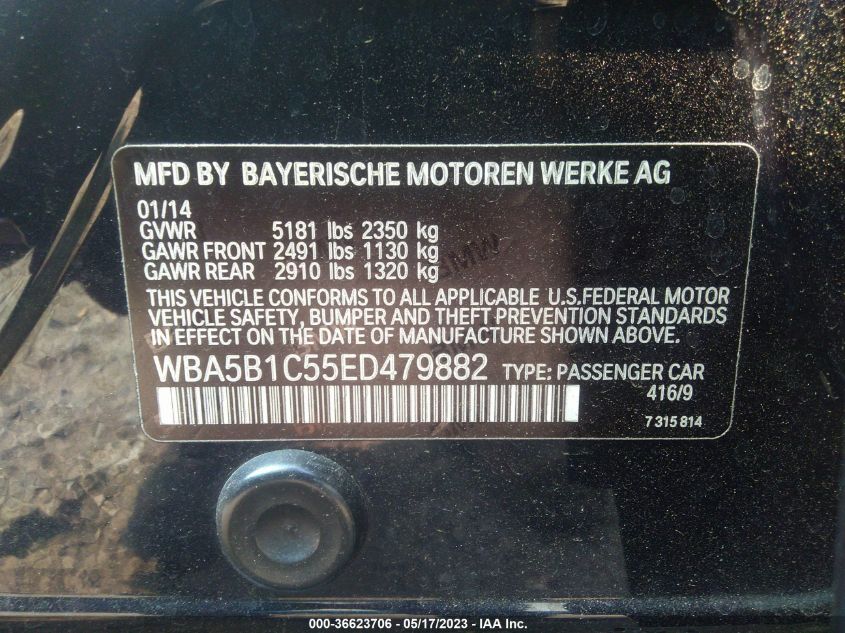 MFD BY BAYERISCHE MOTOREN WERKE AG
01/14
GVWR 5181 lbs 2350 kg
GAWR FRONT 2491 lbs 1130 kg
GAWR REAR 2910 lbs 1320 kg
THIS VEHICLE CONFORMS TO ALL APPLICABLE U.S.FEDERAL MOTOR
VEHICLE SAFETY, BUMPER AND THEFT PREVENTION STANDARDS
IN EFFECT ON THE DATE OF MANUFACTURE SHOWN ABOVE.
WBA5B1C55ED479882 TYPE: PASSENGER CAR
416/9
7 315 814
000-36623706 - 05/17/2023 - IAA Inc.